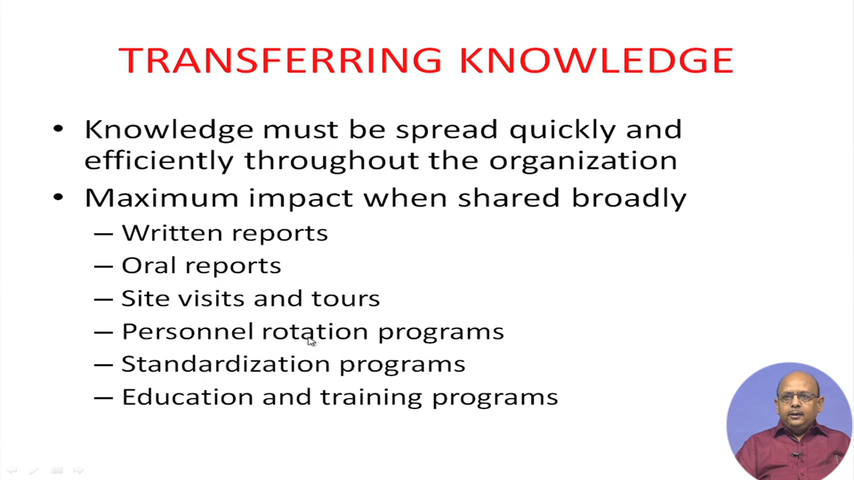 TRANSFERRING KNOWLEDGE
• Knowledge must be spread quickly and
efficiently throughout the organization
• Maximum impact when shared broadly
– Written reports
– Oral reports
– Site visits and tours
– Personnel rotation programs
– Standardization programs
– Education and training programs